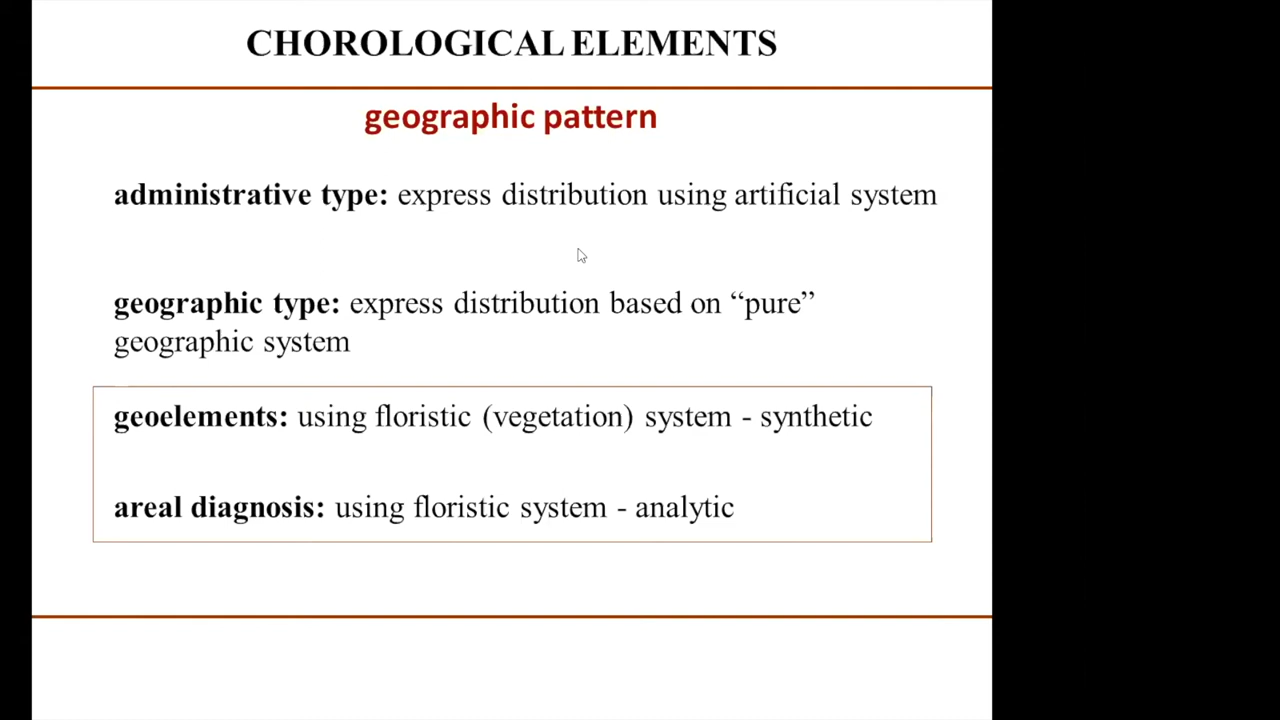 CHOROLOGICAL ELEMENTS
geographic pattern
administrative type: express distribution using artificial system
geographic type: express distribution based on “pure”
geographic system
geoelements: using floristic (vegetation) system - synthetic
areal diagnosis: using floristic system - analytic